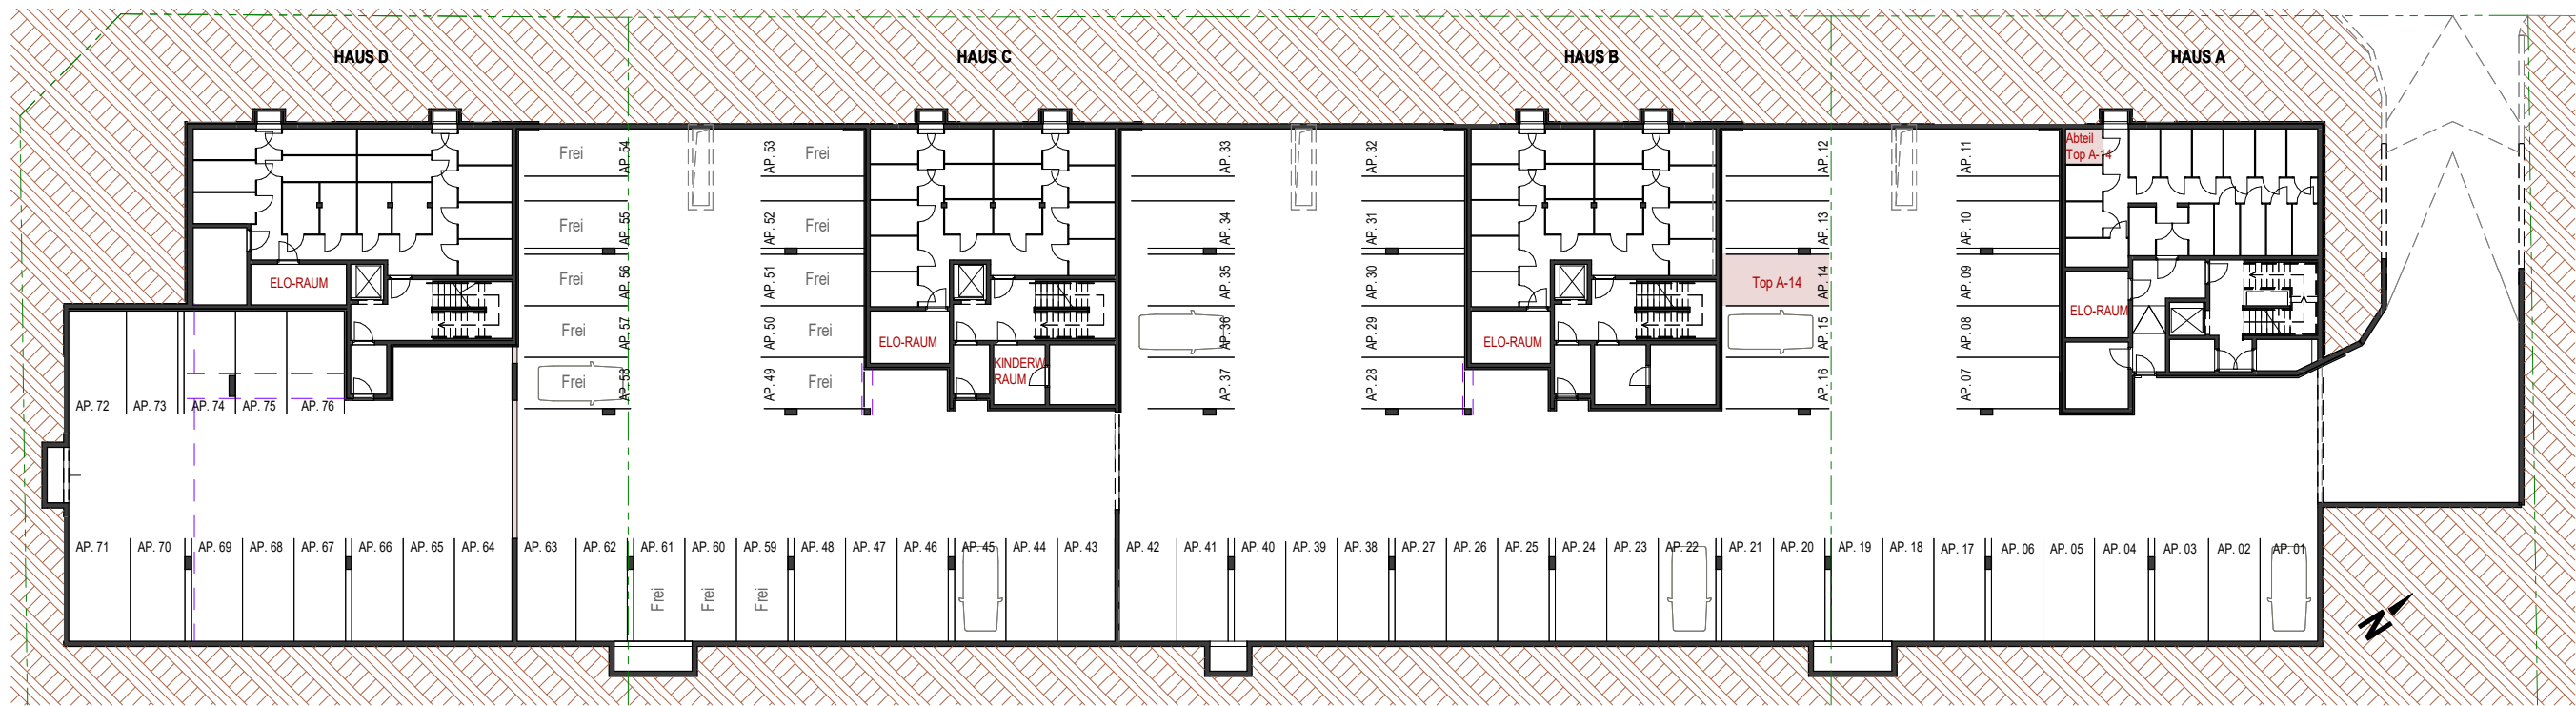 HAUS D
HAUS C
HAUS B
HAUS A
Frei
AP. 54
AP. 53
Frei
AP. 33
AP. 32
AP. 12
AP. 11
Abteil
Top A-14
Frei
AP. 55
AP. 52
Frei
AP. 34
AP. 31
AP. 13
AP. 10
ELO-RAUM
Frei
AP. 56
AP. 51
Frei
AP. 35
AP. 30
Top A-14
AP. 14
AP. 09
Frei
AP. 57
AP. 50
Frei
ELO-RAUM
AP. 36
AP. 29
ELO-RAUM
AP. 15
AP. 08
ELO-RAUM
Frei
AP. 58
AP. 49
Frei
KINDERW.
RAUM
AP. 37
AP. 28
AP. 16
AP. 07
AP. 72
AP. 73
AP. 74
AP. 75
AP. 76
AP. 71
AP. 70
AP. 69
AP. 68
AP. 67
AP. 66
AP. 65
AP. 64
AP. 63
AP. 62
AP. 61
AP. 60
AP. 59
AP. 48
AP. 47
AP. 46
AP. 45
AP. 44
AP. 43
AP. 42
AP. 41
AP. 40
AP. 39
AP. 38
AP. 27
AP. 26
AP. 25
AP. 24
AP. 23
AP. 22
AP. 21
AP. 20
AP. 19
AP. 18
AP. 17
AP. 06
AP. 05
AP. 04
AP. 03
AP. 02
AP. 01
Frei
Frei
Frei
N